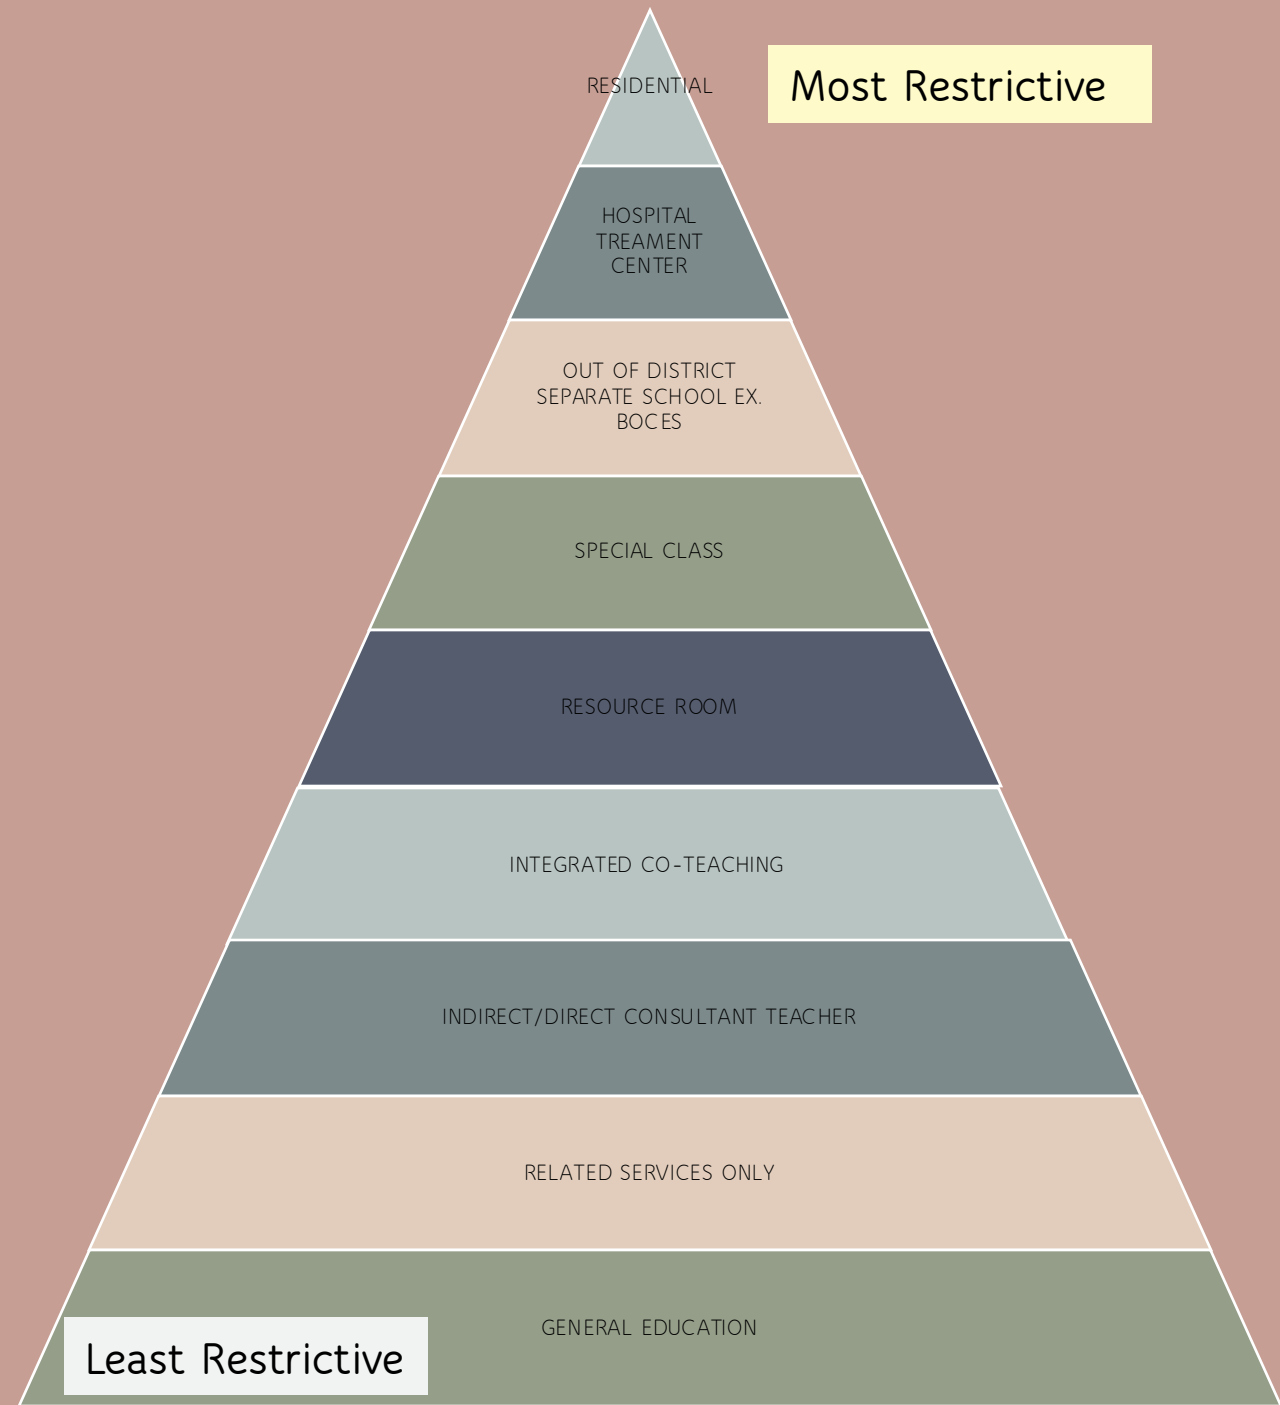 RESIDENTIAL
Most Restrictive
HOSPITAL
TREAMENT
CENTER
OUT OF DISTRICT
SEPARATE SCHOOL EX.
BOCES
SPECIAL CLASS
RESOURCE ROOM
INTEGRATED CO-TEACHING
INDIRECT/DIRECT CONSULTANT TEACHER
RELATED SERVICES ONLY
GENERAL EDUCATION
Least Restrictive